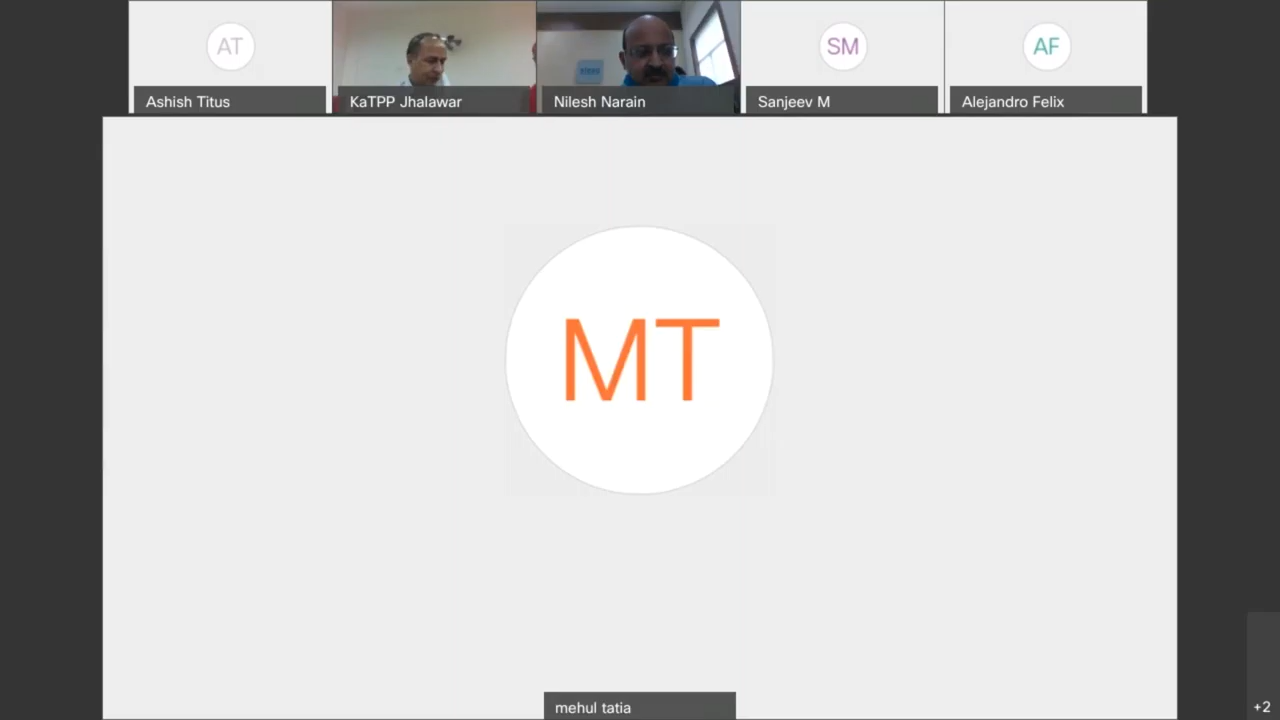 AT
SM
AF
Ashish Titus
KaTPP Jhalawar
Nilesh Narain
Sanjeev M
Alejandro Felix
MT
mehul tatia
+2